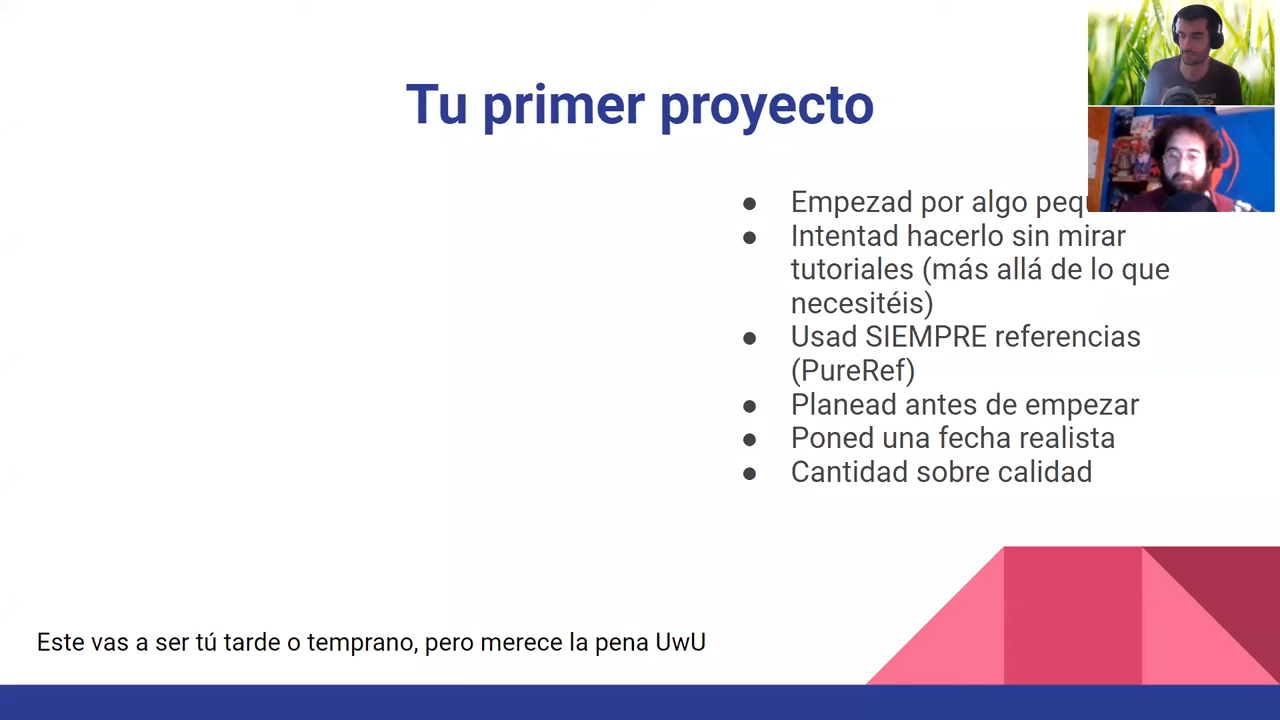 Tu primer proyecto
● Empezad por algo
● Intentad hacerlo sin mirar
tutoriales (más allá de lo que
necesitéis)
● Usad SIEMPRE referencias
(PureRef)
● Planead antes de empezar
● Poned una fecha realista
● Cantidad sobre calidad
Este vas a ser tú tarde o temprano, pero merece la pena UwU